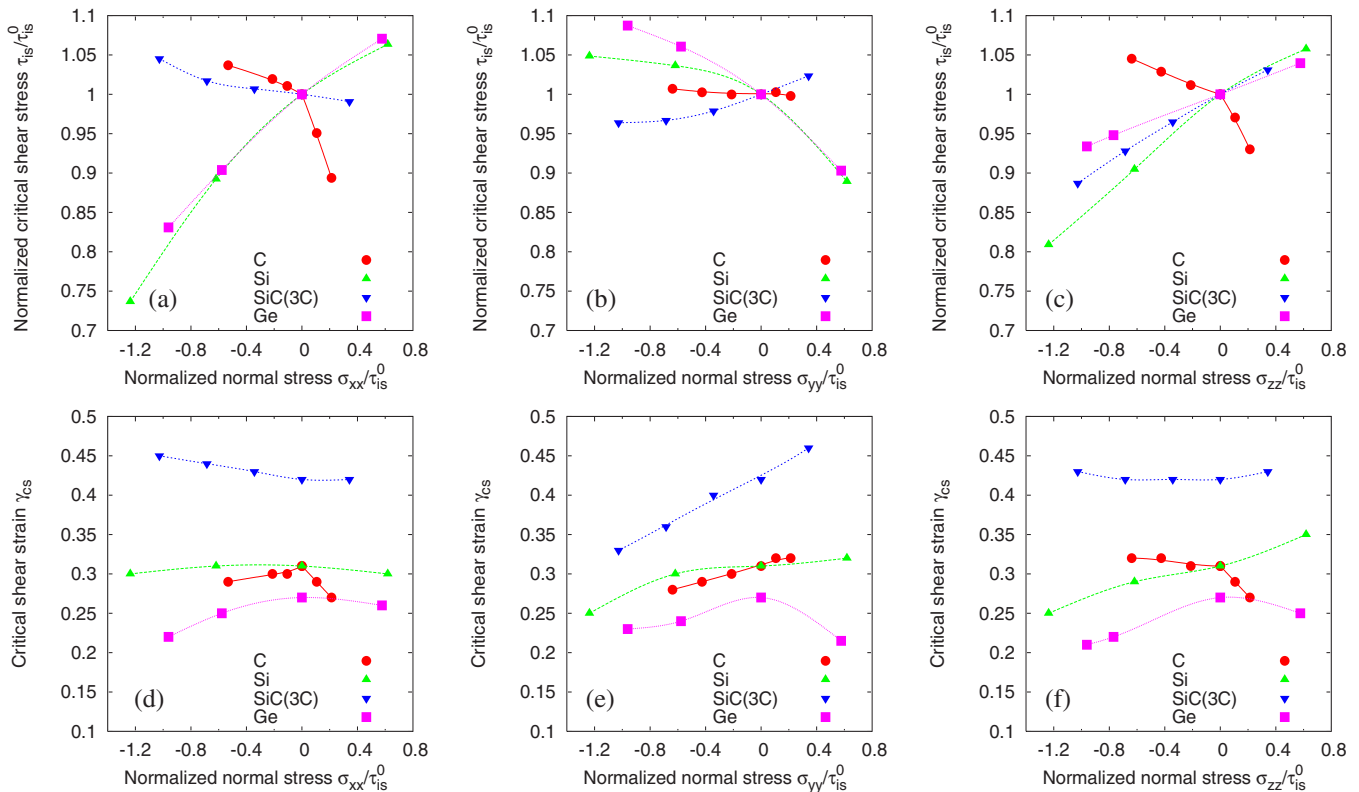 Normalized critical shear stress τis/τ⁰is
1.1
1.05
1
0.95
0.9
0.85
0.8
0.75
0.7
C
Si
SiC(3C)
Ge
(a)
-1.2 -0.8 -0.4 0 0.4 0.8
Normalized normal stress σxx/τ⁰is
Normalized critical shear stress τis/τ⁰is
1.1
1.05
1
0.95
0.9
0.85
0.8
0.75
0.7
C
Si
SiC(3C)
Ge
(b)
-1.2 -0.8 -0.4 0 0.4 0.8
Normalized normal stress σyy/τ⁰is
Normalized critical shear stress τis/τ⁰is
1.1
1.05
1
0.95
0.9
0.85
0.8
0.75
0.7
C
Si
SiC(3C)
Ge
(c)
-1.2 -0.8 -0.4 0 0.4 0.8
Normalized normal stress σzz/τ⁰is
Critical shear strain γcs
0.5
0.45
0.4
0.35
0.3
0.25
0.2
0.15
0.1
C
Si
SiC(3C)
Ge
(d)
-1.2 -0.8 -0.4 0 0.4 0.8
Normalized normal stress σxx/τ⁰is
Critical shear strain γcs
0.5
0.45
0.4
0.35
0.3
0.25
0.2
0.15
0.1
C
Si
SiC(3C)
Ge
(e)
-1.2 -0.8 -0.4 0 0.4 0.8
Normalized normal stress σyy/τ⁰is
Critical shear strain γcs
0.5
0.45
0.4
0.35
0.3
0.25
0.2
0.15
0.1
C
Si
SiC(3C)
Ge
(f)
-1.2 -0.8 -0.4 0 0.4 0.8
Normalized normal stress σzz/τ⁰is